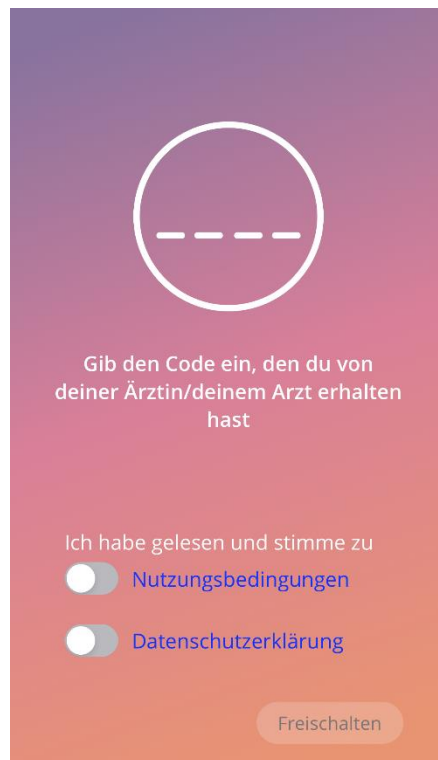 Gib den Code ein, den du von
deiner Ärztin/deinem Arzt erhalten
hast
Ich habe gelesen und stimme zu
Nutzungsbedingungen
Datenschutzerklärung
Freischalten